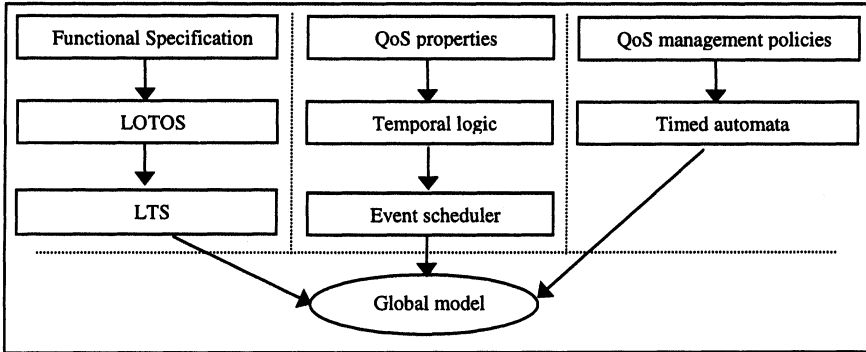 Functional Specification
QoS properties
QoS management policies
LOTOS
Temporal logic
Timed automata
LTS
Event scheduler
Global model